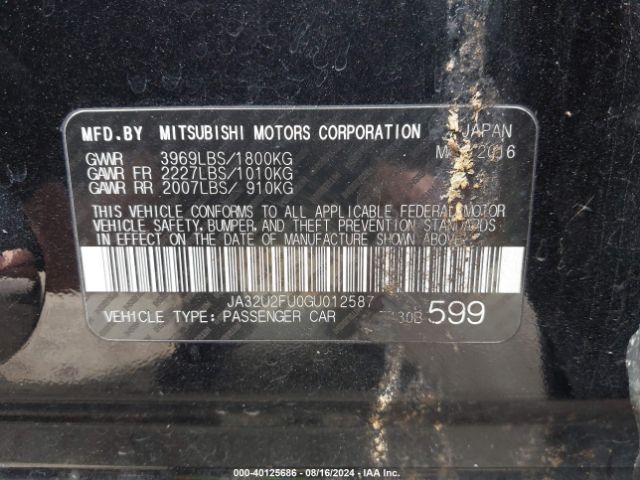 MFD.BY MITSUBISHI MOTORS CORPORATION JAPAN
GVWR 3969LBS/1800KG 2016
GAWR FR 2227LBS/1010KG
GAWR RR 2007LBS/ 910KG
THIS VEHICLE CONFORMS TO ALL APPLICABLE FEDERAL MOTOR
VEHICLE SAFETY, BUMPER, AND THEFT PREVENTION STANDARDS
IN EFFECT ON THE DATE OF MANUFACTURE SHOWN ABOVE.
JA32U2FU0GU012587
VEHICLE TYPE: PASSENGER CAR 599
000-40125686 - 08/16/2024 - IAA Inc.